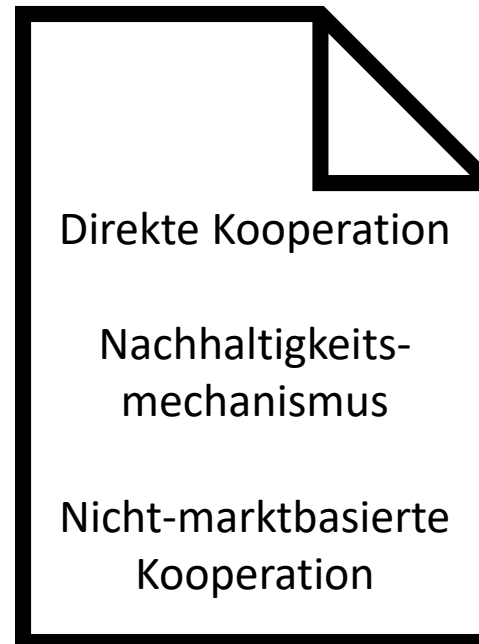 Direkte Kooperation
Nachhaltigkeits-
mechanismus
Nicht-marktbasierte
Kooperation